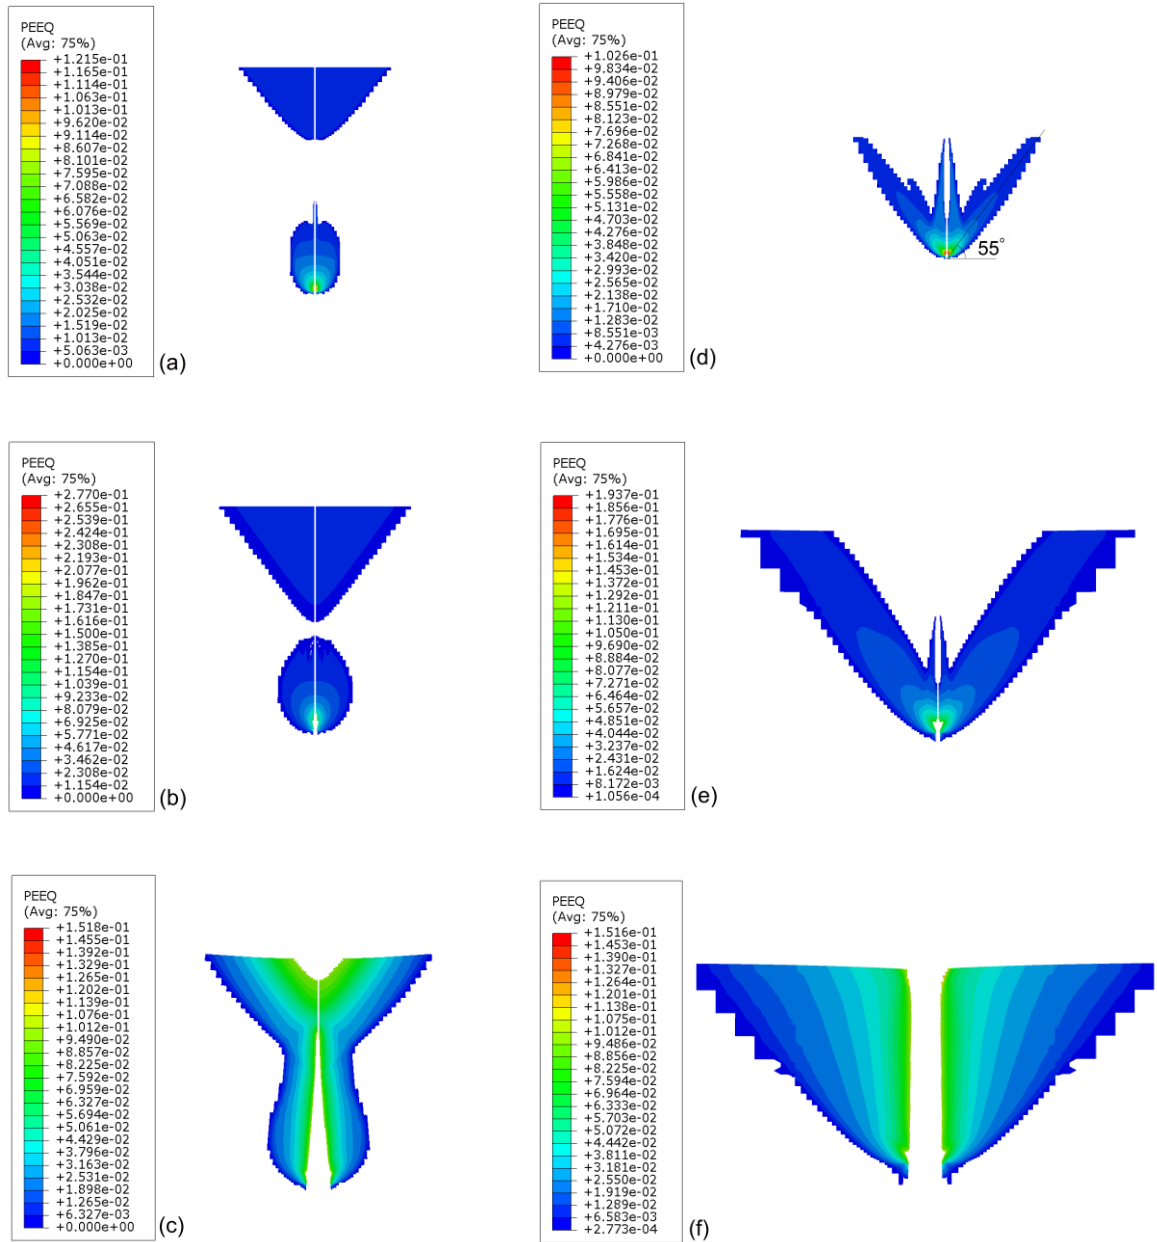 PEEQ
(Avg: 75%)
+1.215e-01
+1.165e-01
+1.114e-01
+1.063e-01
+1.013e-01
+9.620e-02
+9.114e-02
+8.607e-02
+8.101e-02
+7.595e-02
+7.088e-02
+6.582e-02
+6.076e-02
+5.569e-02
+5.063e-02
+4.557e-02
+4.051e-02
+3.544e-02
+3.038e-02
+2.532e-02
+2.025e-02
+1.519e-02
+1.013e-02
+5.063e-03
+0.000e+00
(a)
PEEQ
(Avg: 75%)
+1.026e-01
+9.834e-02
+9.406e-02
+8.979e-02
+8.551e-02
+8.123e-02
+7.696e-02
+7.268e-02
+6.841e-02
+6.413e-02
+5.986e-02
+5.558e-02
+5.131e-02
+4.703e-02
+4.276e-02
+3.848e-02
+3.420e-02
+2.993e-02
+2.565e-02
+2.138e-02
+1.710e-02
+1.283e-02
+8.551e-03
+4.276e-03
+0.000e+00
55°
(d)
PEEQ
(Avg: 75%)
+2.770e-01
+2.655e-01
+2.539e-01
+2.424e-01
+2.308e-01
+2.193e-01
+2.077e-01
+1.962e-01
+1.847e-01
+1.731e-01
+1.616e-01
+1.500e-01
+1.385e-01
+1.270e-01
+1.154e-01
+1.039e-01
+9.233e-02
+8.079e-02
+6.925e-02
+5.771e-02
+4.617e-02
+3.462e-02
+2.308e-02
+1.154e-02
+0.000e+00
(b)
PEEQ
(Avg: 75%)
+1.937e-01
+1.856e-01
+1.776e-01
+1.695e-01
+1.614e-01
+1.534e-01
+1.453e-01
+1.372e-01
+1.292e-01
+1.211e-01
+1.130e-01
+1.050e-01
+9.690e-02
+8.884e-02
+8.077e-02
+7.271e-02
+6.464e-02
+5.657e-02
+4.851e-02
+4.044e-02
+3.237e-02
+2.431e-02
+1.624e-02
+8.172e-03
+1.056e-04
(e)
PEEQ
(Avg: 75%)
+1.518e-01
+1.455e-01
+1.392e-01
+1.329e-01
+1.265e-01
+1.202e-01
+1.139e-01
+1.076e-01
+1.012e-01
+9.490e-02
+8.857e-02
+8.225e-02
+7.592e-02
+6.959e-02
+6.327e-02
+5.694e-02
+5.061e-02
+4.429e-02
+3.796e-02
+3.163e-02
+2.531e-02
+1.898e-02
+1.265e-02
+6.327e-03
+0.000e+00
(c)
PEEQ
(Avg: 75%)
+1.516e-01
+1.453e-01
+1.390e-01
+1.327e-01
+1.264e-01
+1.201e-01
+1.138e-01
+1.075e-01
+1.012e-01
+9.486e-02
+8.856e-02
+8.225e-02
+7.594e-02
+6.964e-02
+6.333e-02
+5.703e-02
+5.072e-02
+4.442e-02
+3.811e-02
+3.181e-02
+2.550e-02
+1.919e-02
+1.289e-02
+6.583e-03
+2.773e-04
(f)